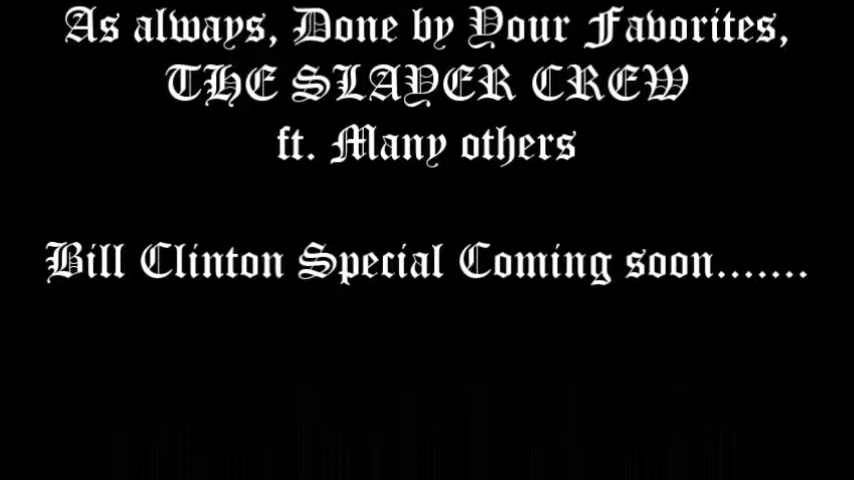 As always, Done by Your Favorites,
THE SLAYER CREW
ft. Many others
Bill Clinton Special Coming soon.......